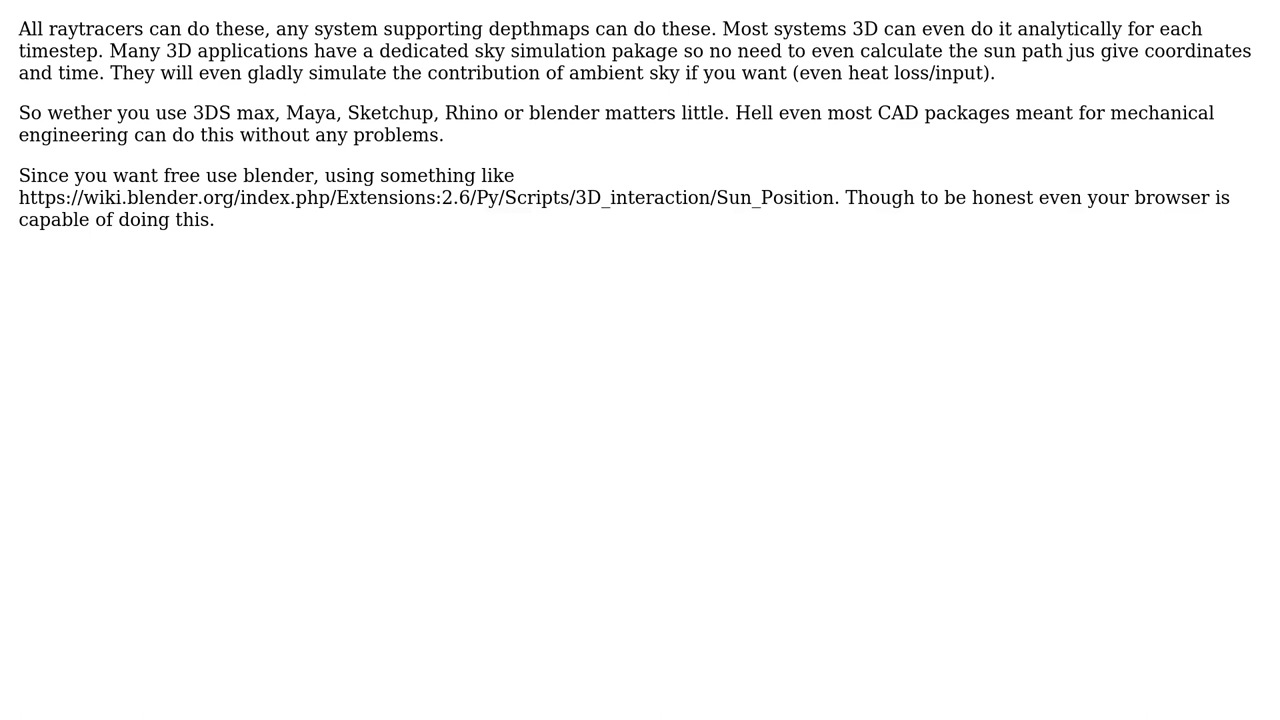 All raytracers can do these, any system supporting depthmaps can do these. Most systems 3D can even do it analytically for each
timestep. Many 3D applications have a dedicated sky simulation pakage so no need to even calculate the sun path jus give coordinates
and time. They will even gladly simulate the contribution of ambient sky if you want (even heat loss/input).
So wether you use 3DS max, Maya, Sketchup, Rhino or blender matters little. Hell even most CAD packages meant for mechanical
engineering can do this without any problems.
Since you want free use blender, using something like
https://wiki.blender.org/index.php/Extensions:2.6/Py/Scripts/3D_interaction/Sun_Position. Though to be honest even your browser is
capable of doing this.